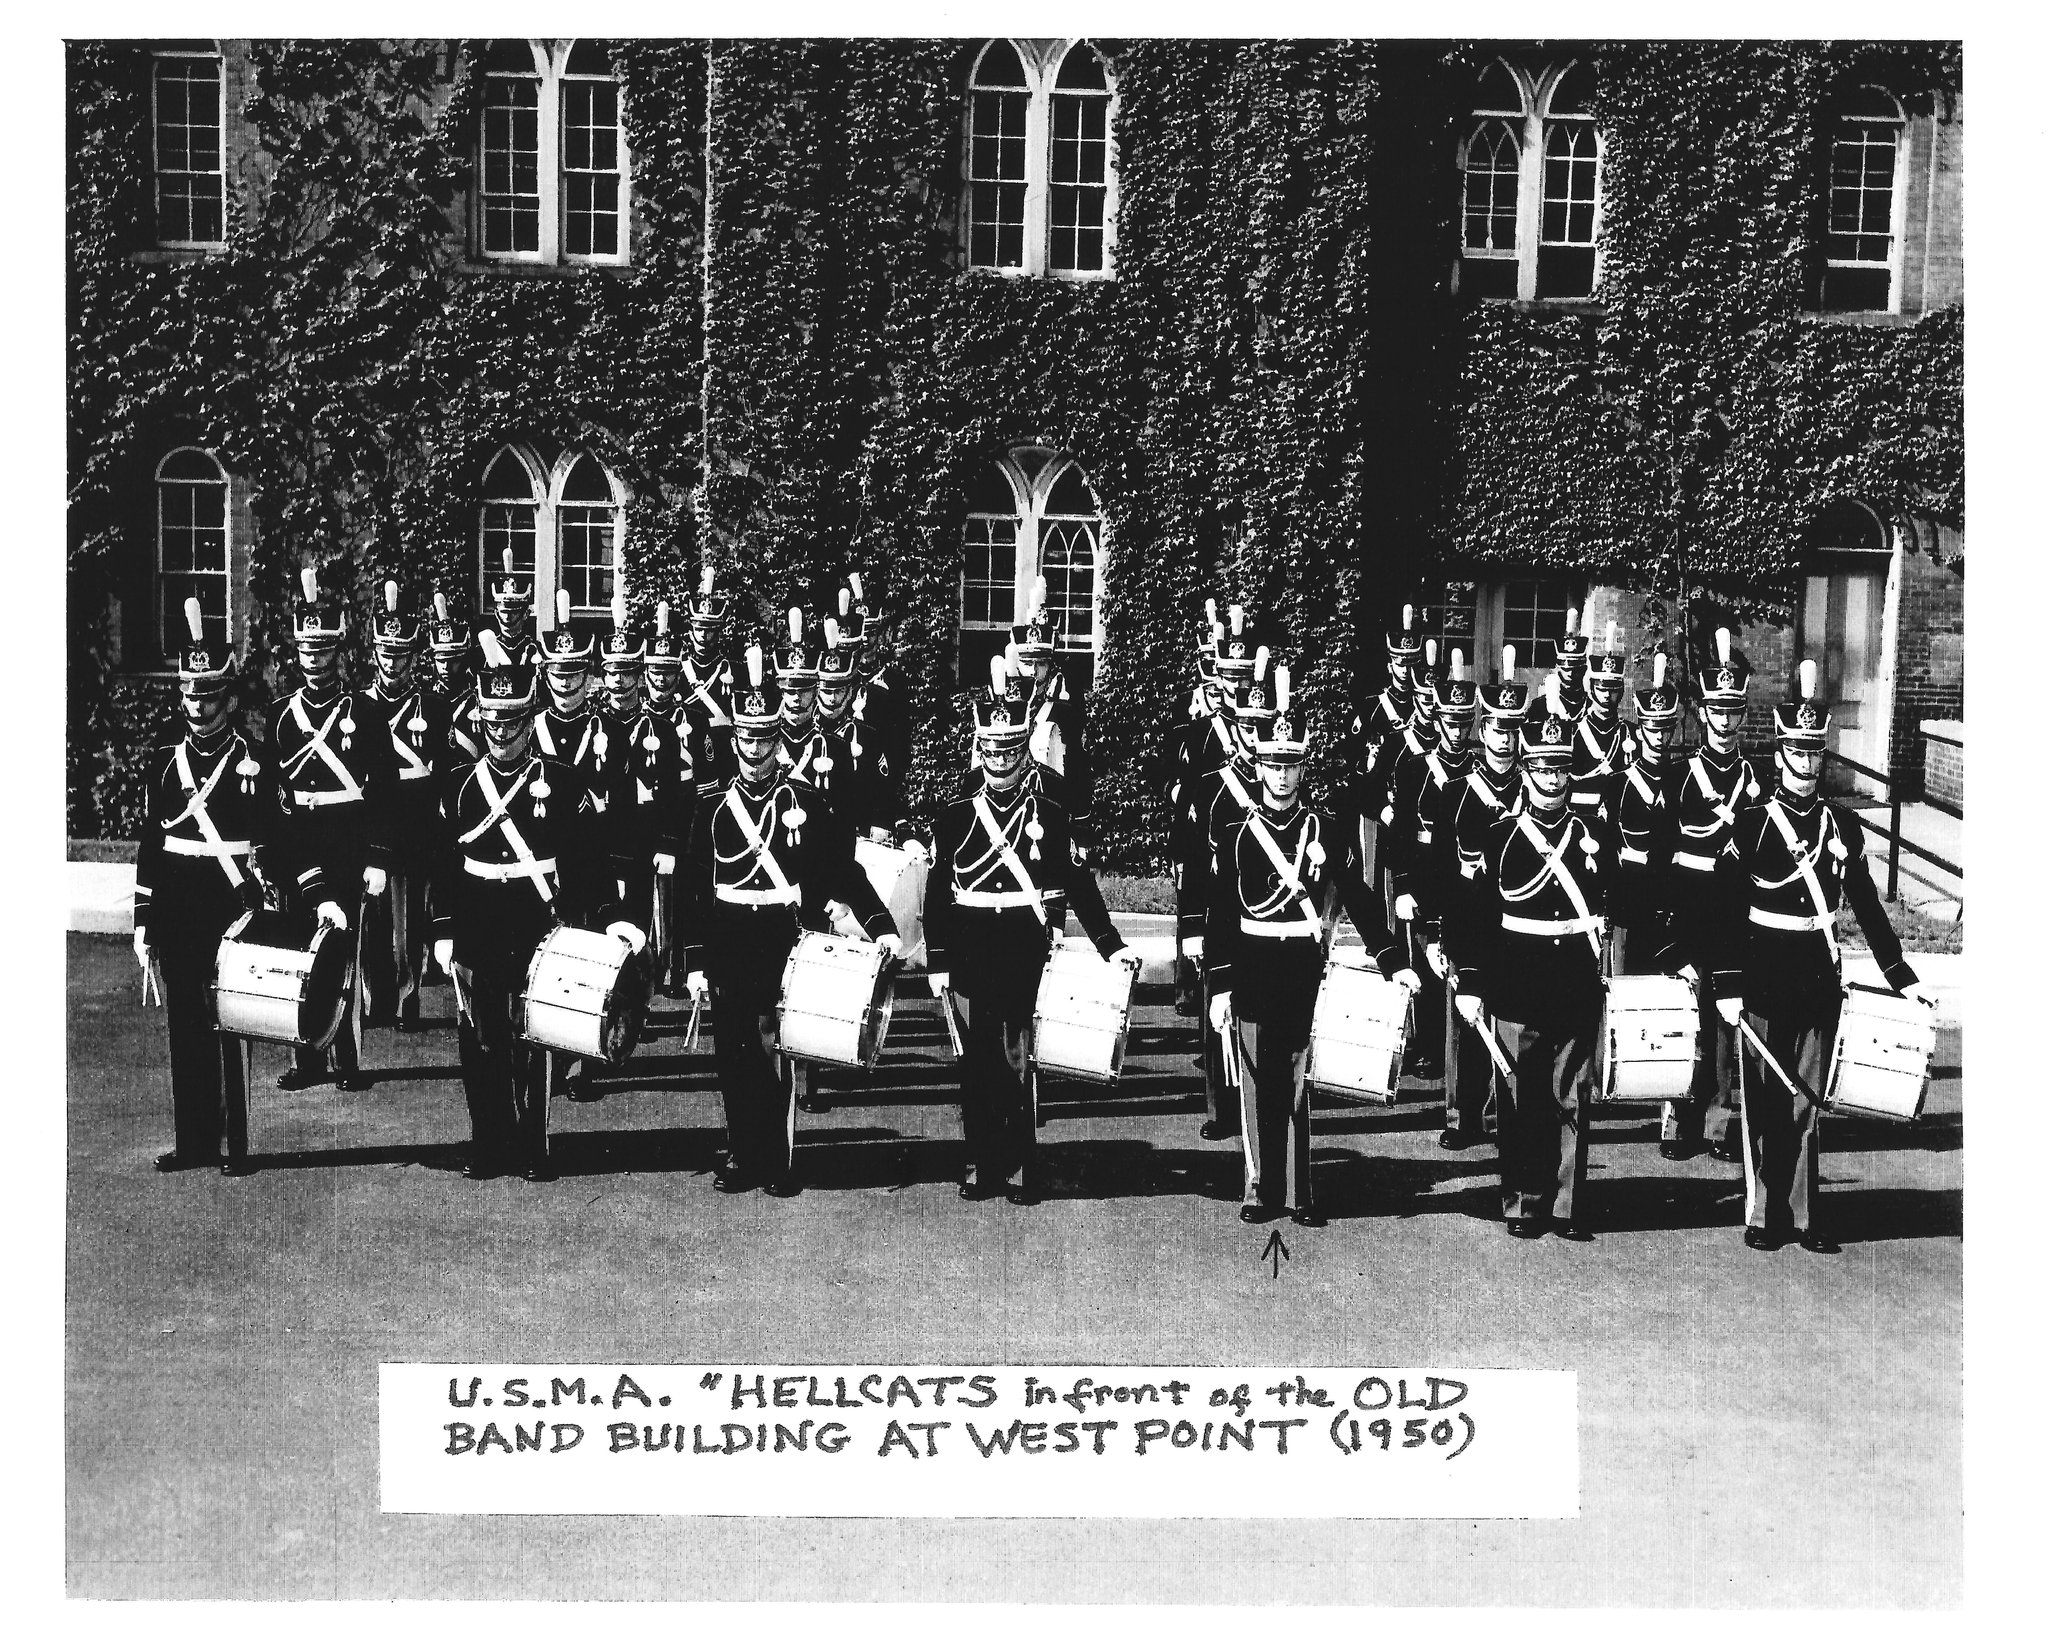 U.S.M.A. "HELLCATS in front of the OLD
BAND BUILDING AT WEST POINT (1950)